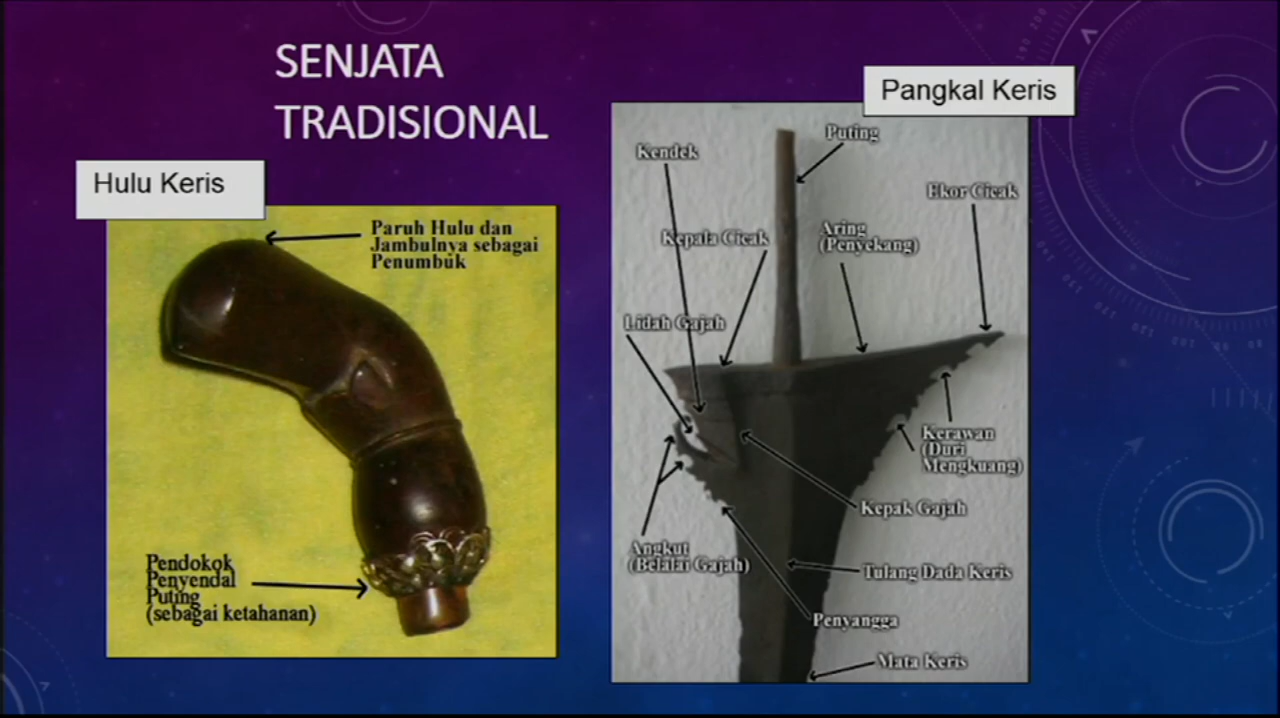 SENJATA
TRADISIONAL
Hulu Keris
Paruh Hulu dan
Jambulnya sebagai
Penumbuk
Pendokok
Penyendal
Puting
(sebagai ketahanan)
Pangkal Keris
Puting
Kendek
Ekor Cicak
Kepala Cicak
Aring
(Penyekang)
Lidah Gajah
Kerawan
(Duri
Mengkuang)
Kepak Gajah
Angkut
(Belalai Gajah)
Tulang Dada Keris
Penyangga
Mata Keris